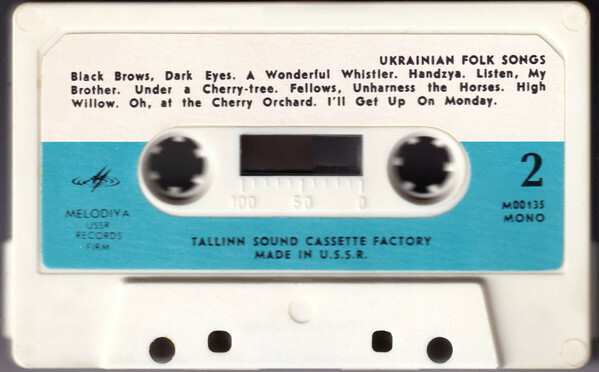 UKRAINIAN FOLK SONGS
Black Brows, Dark Eyes. A Wonderful Whistler. Handzya. Listen, My
Brother. Under a Cherry-tree. Fellows, Unharness the Horses. High
Willow. Oh, at the Cherry Orchard. I'll Get Up On Monday.
100 50 0
2
M00135
MONO
MELODIYA
USSR
RECORDS
FIRM
TALLINN SOUND CASSETTE FACTORY
MADE IN U.S.S.R.